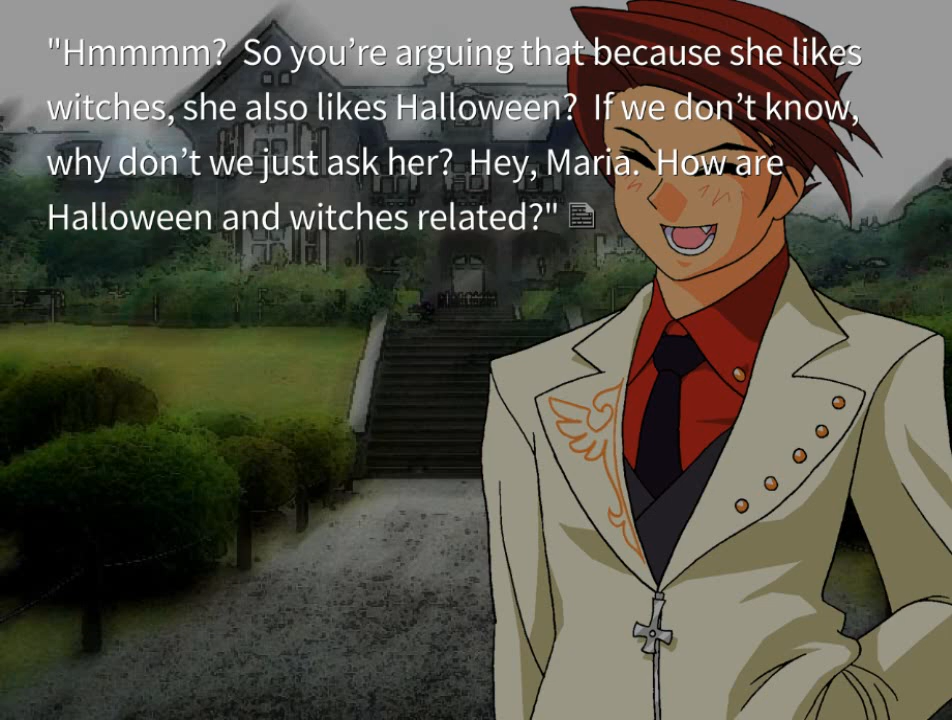 "Hmmmm?  So you’re arguing that because she likes
witches, she also likes Halloween?  If we don’t know,
why don’t we just ask her?  Hey, Maria.  How are
Halloween and witches related?"